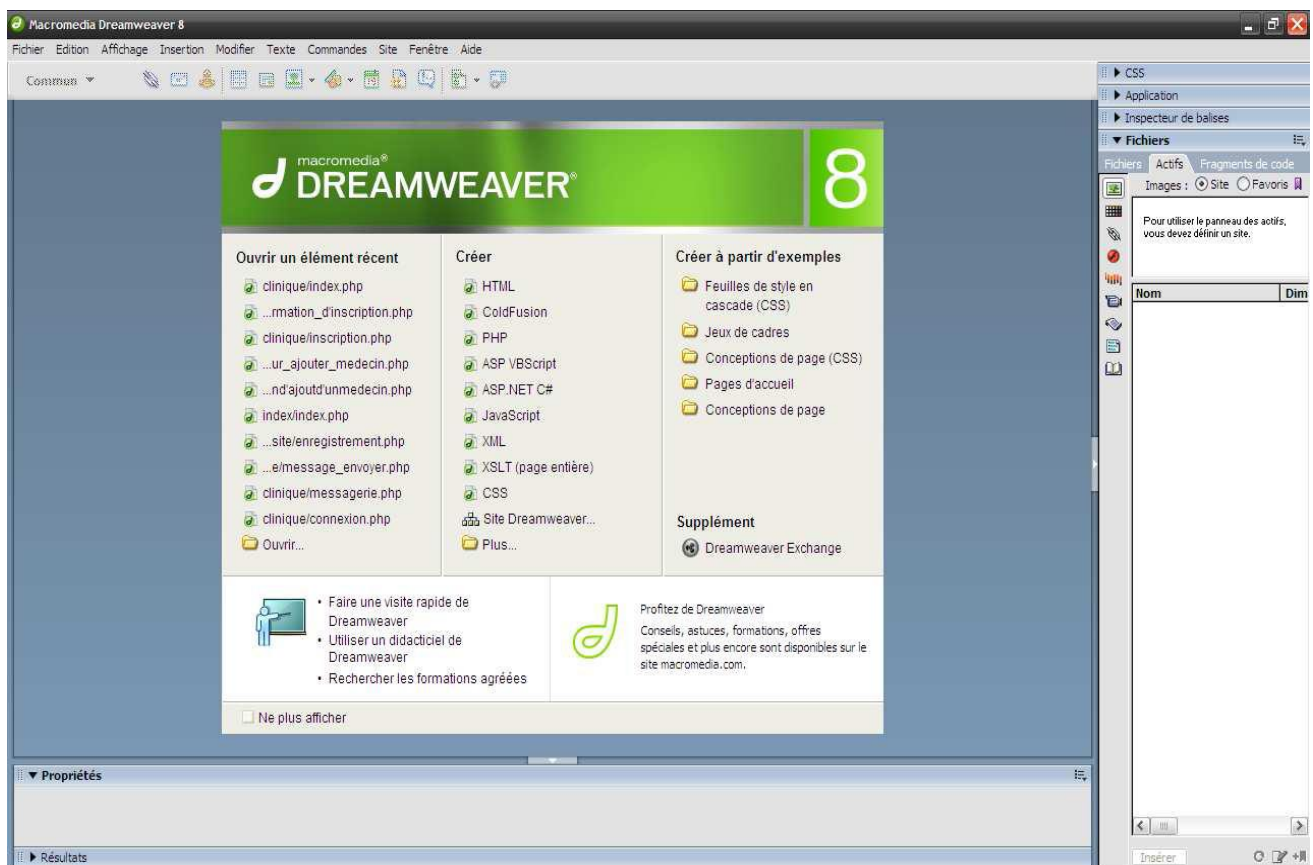 Macromedia Dreamweaver 8
Fichier Edition Affichage Insertion Modifier Texte Commandes Site Fenêtre Aide
Commun
macromedia®
DREAMWEAVER®
8
Ouvrir un élément récent
clinique/index.php
...rmation_d'inscription.php
clinique/inscription.php
...ur_ajouter_medecin.php
...nd'ajoutd'unmedecin.php
index/index.php
...site/enregistrement.php
...e/message_envoyer.php
clinique/messagerie.php
clinique/connexion.php
Ouvrir...
Créer
HTML
ColdFusion
PHP
ASP VBScript
ASP.NET C#
JavaScript
XML
XSLT (page entière)
CSS
Site Dreamweaver...
Plus...
Créer à partir d'exemples
Feuilles de style en
cascade (CSS)
Jeux de cadres
Conceptions de page (CSS)
Pages d'accueil
Conceptions de page
Supplément
Dreamweaver Exchange
• Faire une visite rapide de
Dreamweaver
• Utiliser un didacticiel de
Dreamweaver
• Rechercher les formations agréées
Profitez de Dreamweaver
Conseils, astuces, formations, offres
spéciales et plus encore sont disponibles sur le
site macromedia.com.
Ne plus afficher
Propriétés
Résultats
CSS
Application
Inspecteur de balises
Fichiers
Fichiers Actifs Fragments de code
Images : Site Favoris
Pour utiliser le panneau des actifs,
vous devez définir un site.
Nom Dim
Insérer